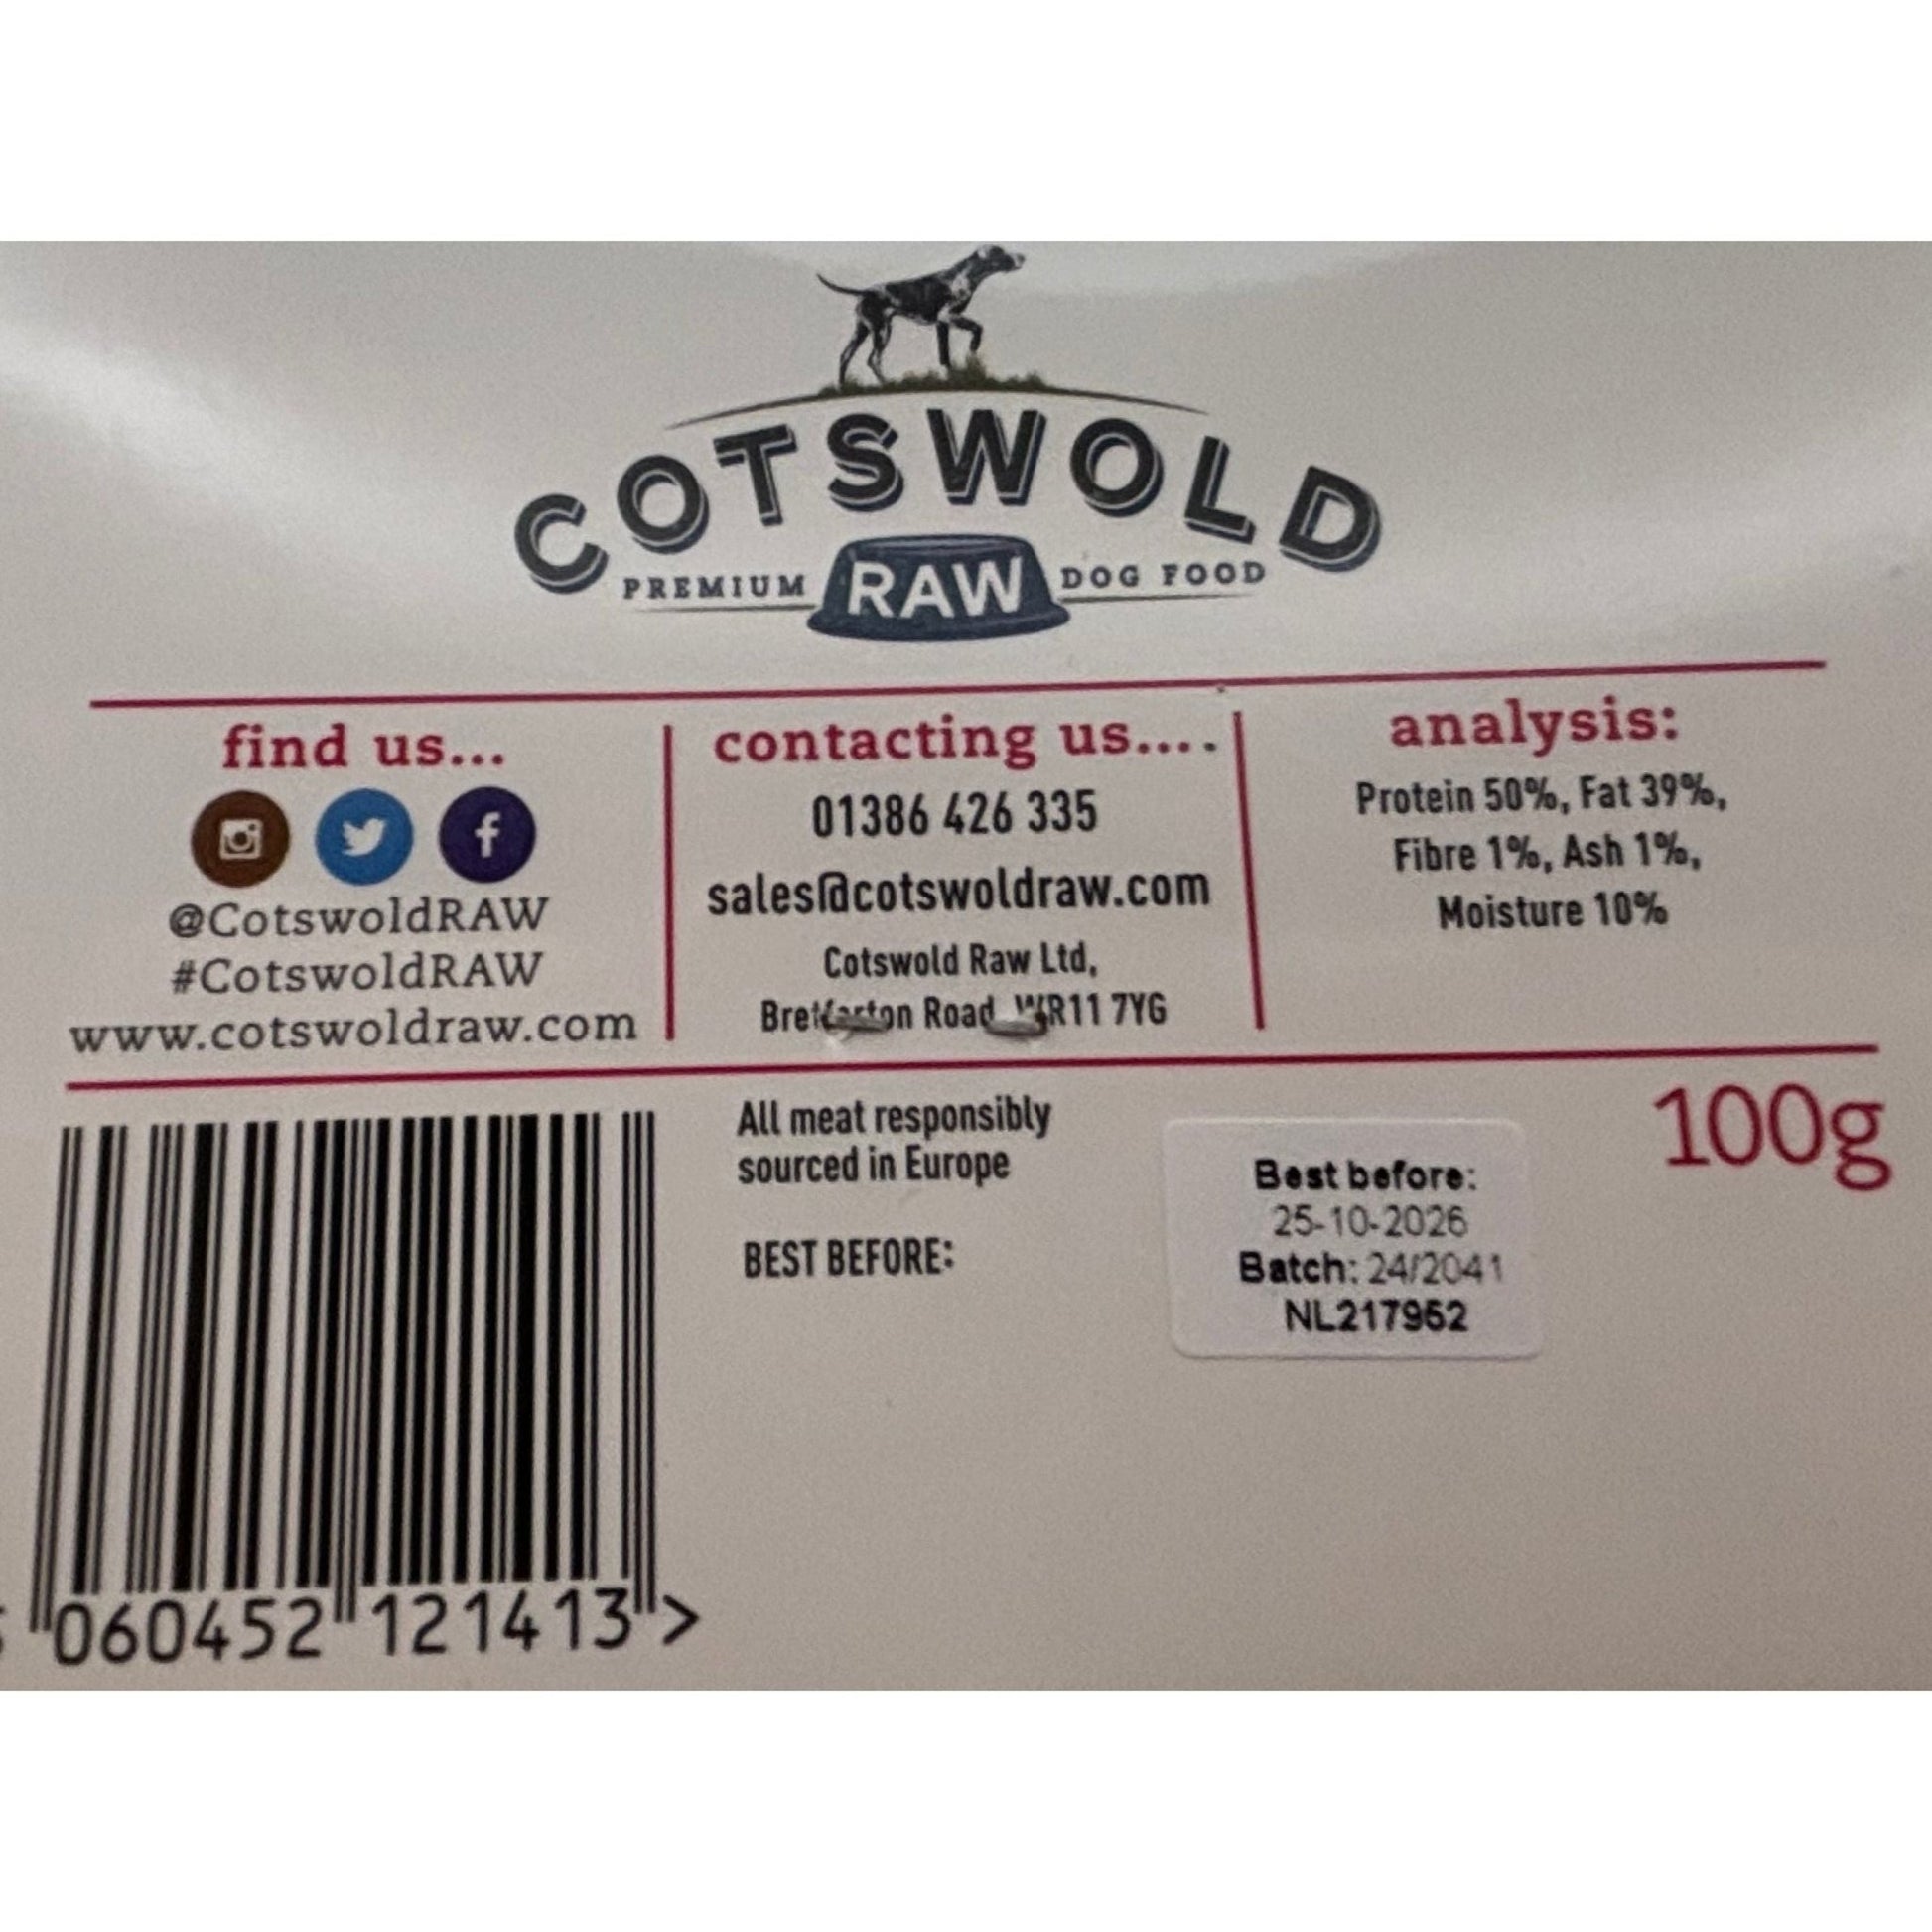 COTSWOLD
PREMIUM RAW DOG FOOD
find us...
@CotswoldRAW
#CotswoldRAW
www.cotswoldraw.com
contacting us....
01386 426 335
sales@cotswoldraw.com
Cotswold Raw Ltd,
Road WR11 7YG
analysis:
Protein 50%, Fat 39%,
Fibre 1%, Ash 1%,
Moisture 10%
All meat responsibly
sourced in Europe
BEST BEFORE:
Best before:
25-10-2026
Batch: 24/2041
NL217952
100g
060452 121413 >